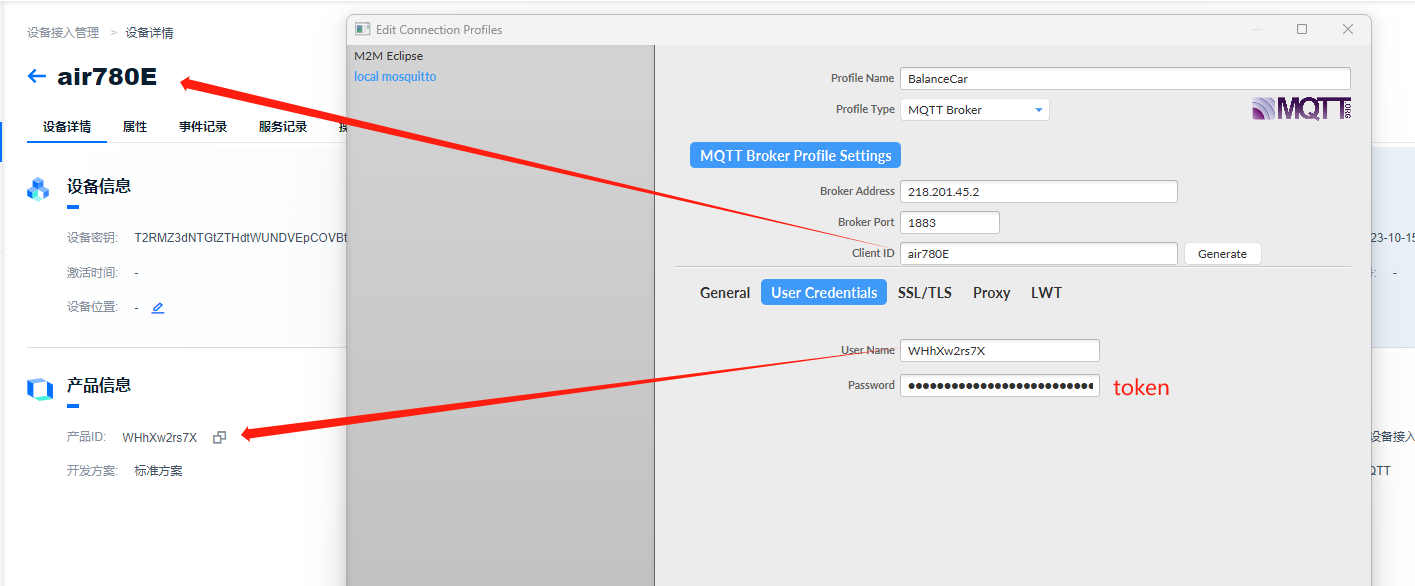 设备接入管理 > 设备详情
air780E
设备详情 属性 事件记录 服务记录
设备信息
设备密钥: T2RMZ3dNTGtZTHdtWUNDVEpCOVBt
激活时间: -
设备位置: -
产品信息
产品ID: WHhXw2rs7X
开发方案: 标准方案
Edit Connection Profiles
M2M Eclipse
local mosquitto
Profile Name BalanceCar
Profile Type MQTT Broker
MQTT.ORG
MQTT Broker Profile Settings
Broker Address 218.201.45.2
Broker Port 1883
Client ID air780E Generate
General User Credentials SSL/TLS Proxy LWT
User Name WHhXw2rs7X
Password token
23-10-15
: -
设备接入
QTT